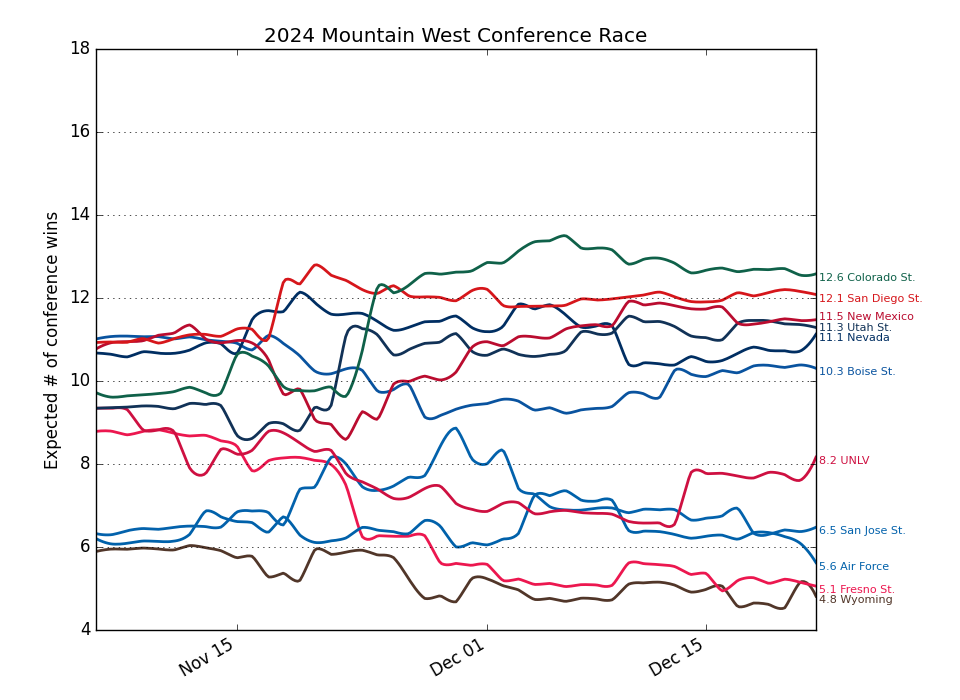 2024 Mountain West Conference Race
Expected # of conference wins
18
16
14
12
10
8
6
4
Nov 15
Dec 01
Dec 15
12.6 Colorado St.
12.1 San Diego St.
11.5 New Mexico
11.3 Utah St.
11.1 Nevada
10.3 Boise St.
8.2 UNLV
6.5 San Jose St.
5.6 Air Force
5.1 Fresno St.
4.8 Wyoming